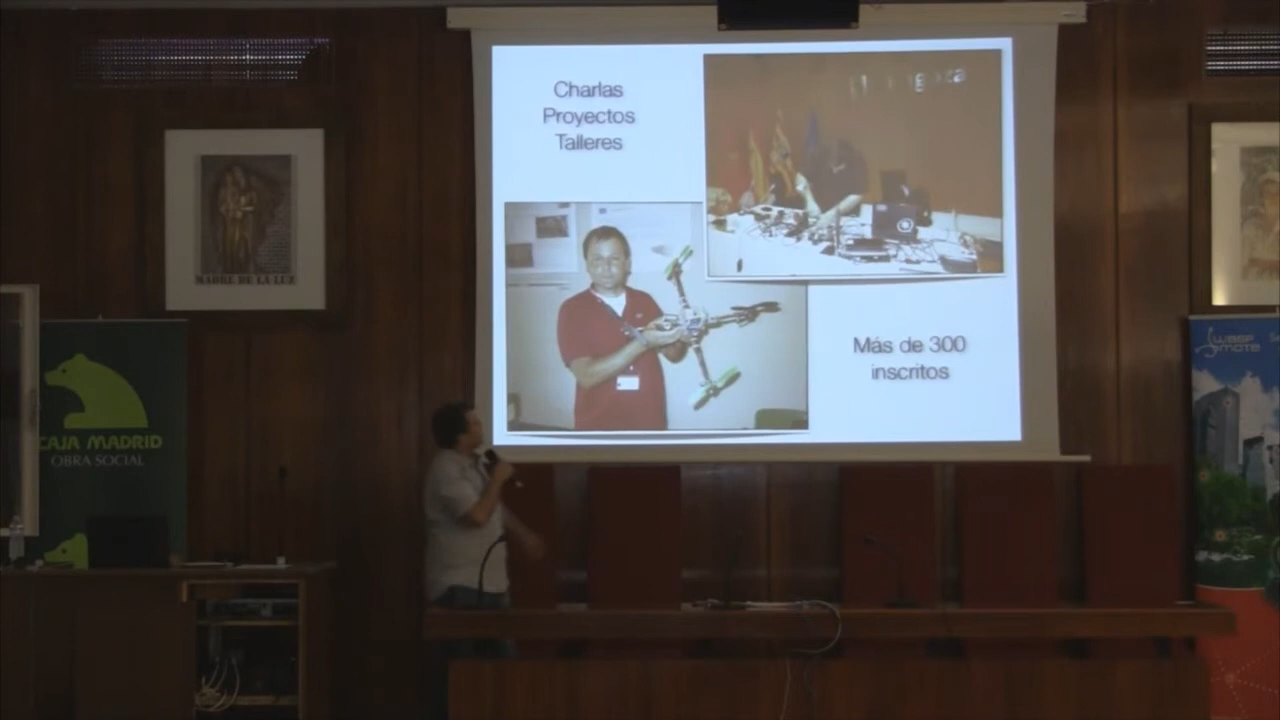 Charlas
Proyectos
Talleres
Más de 300
inscritos
MADRE DE LA LUZ
CAJA MADRID
OBRA SOCIAL